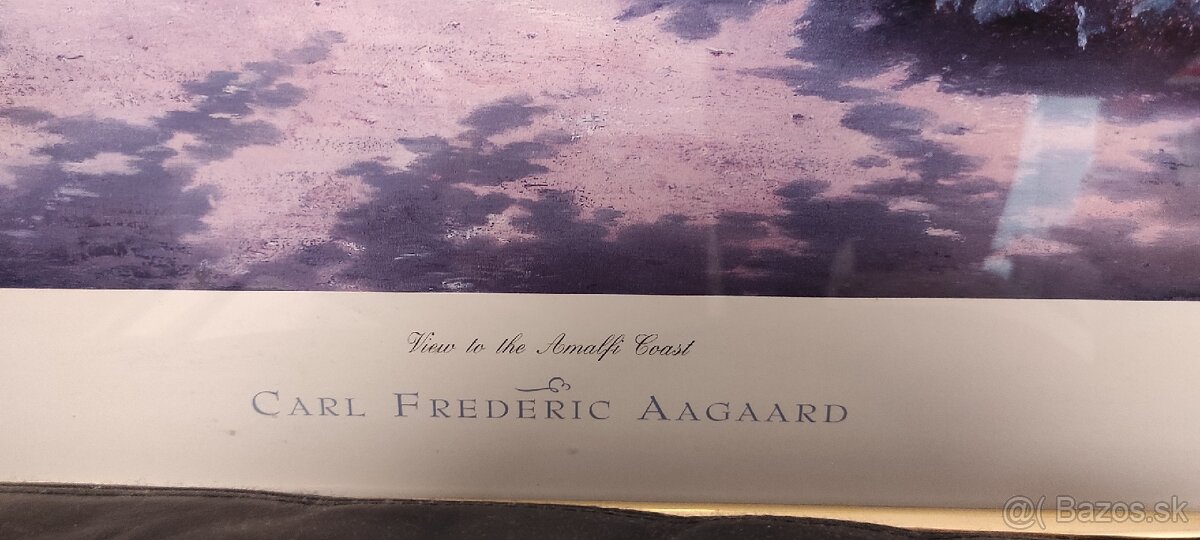 View to the Amalfi Coast
CARL FREDERIC AAGAARD
@( Bazos.sk